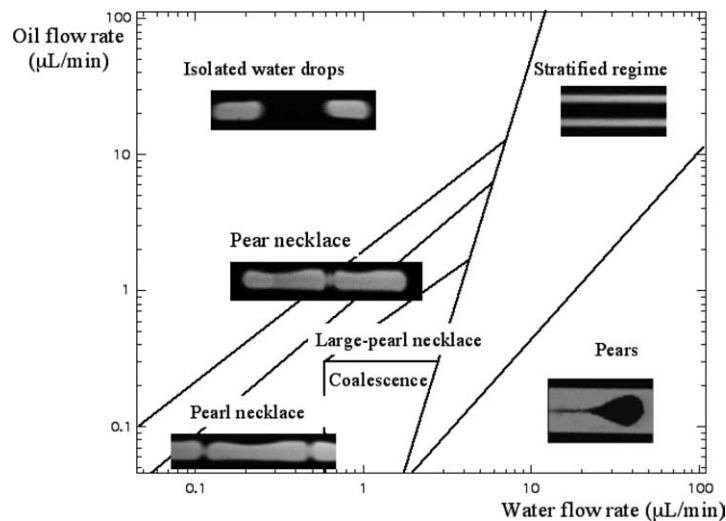 Oil flow rate
(µL/min)
100
10
1
0.1
Isolated water drops
Stratified regime
Pear necklace
Large-pearl necklace
Coalescence
Pears
Pearl necklace
0.1
1
10
100
Water flow rate (µL/min)